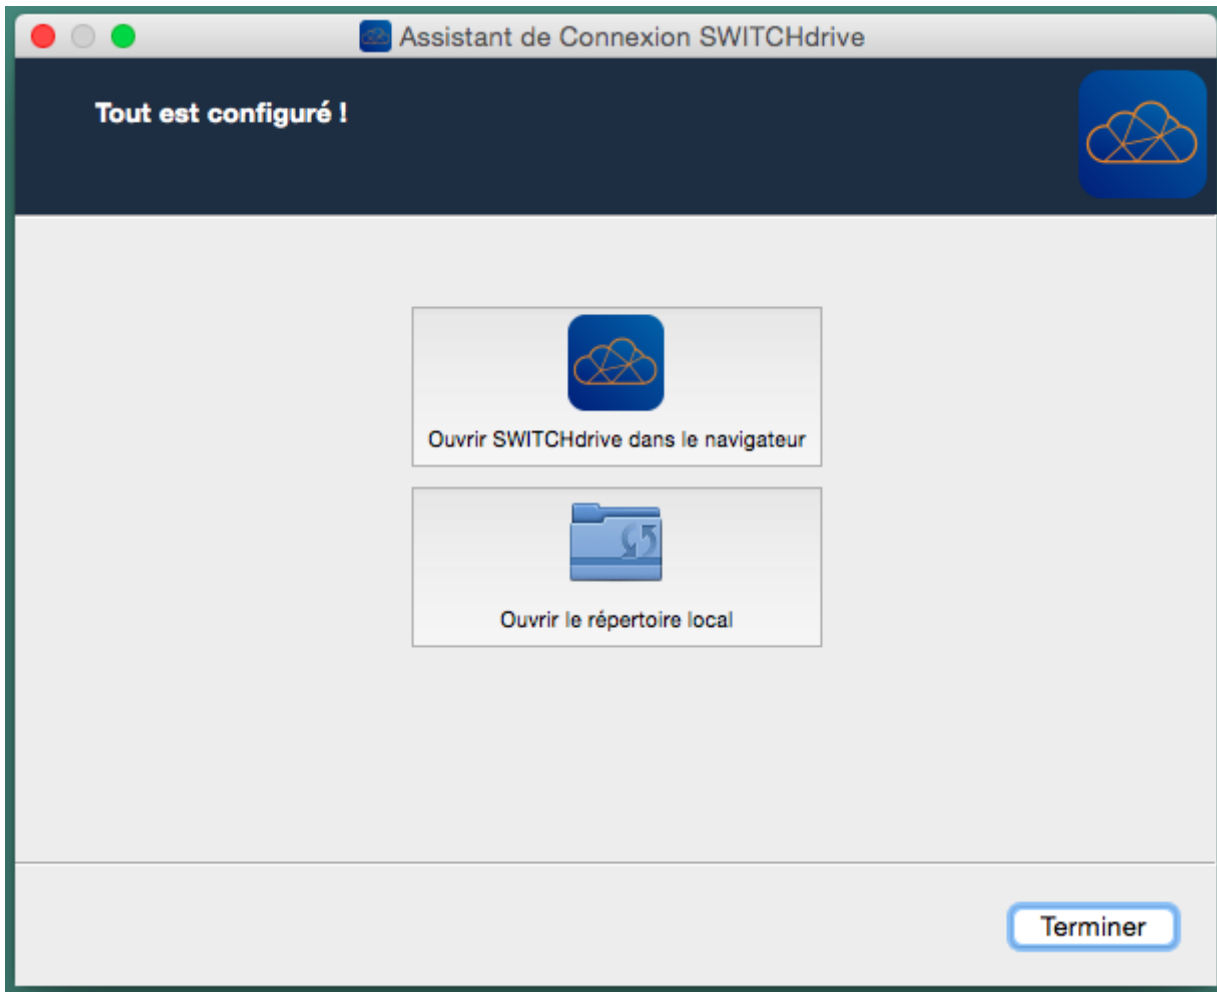 Assistant de Connexion SWITCHdrive
Tout est configuré !
Ouvrir SWITCHdrive dans le navigateur
Ouvrir le répertoire local
Terminer